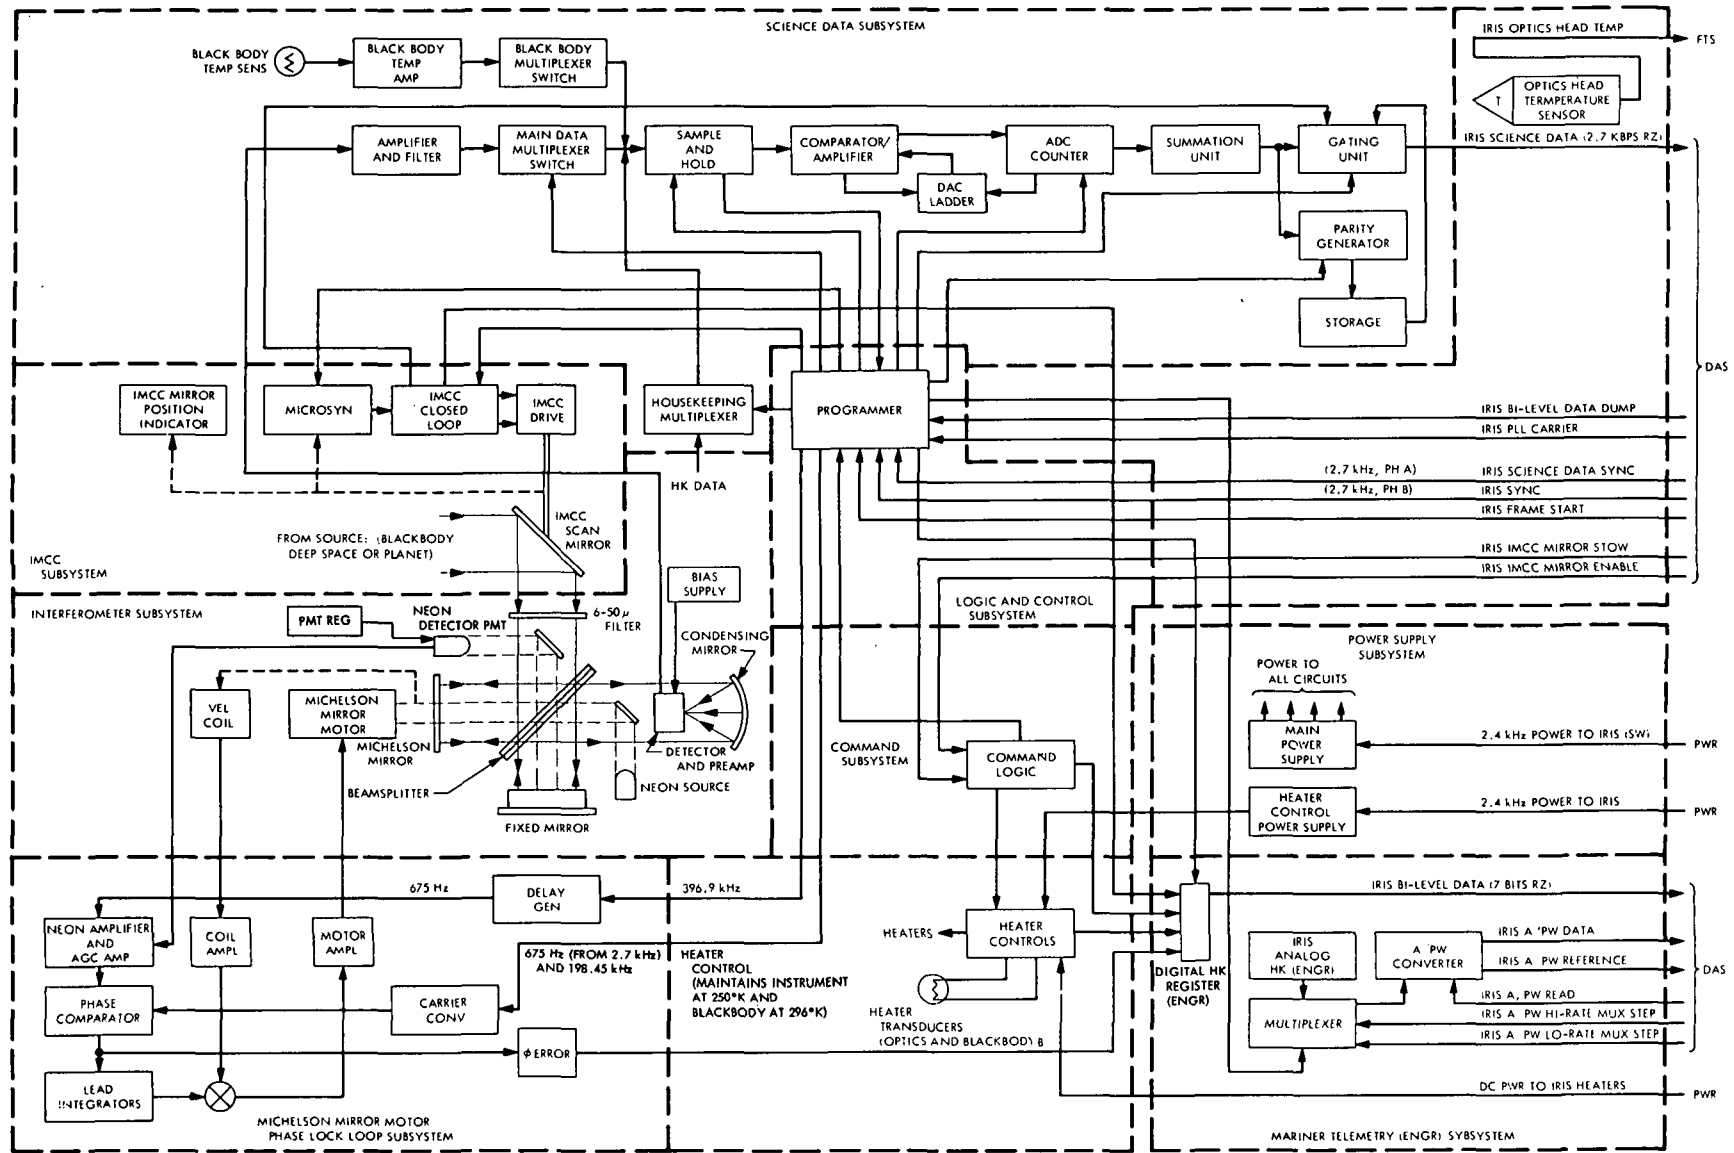 SCIENCE DATA SUBSYSTEM
IRIS OPTICS HEAD TEMP
FTS
BLACK BODY
TEMP SENS
BLACK BODY
TEMP
AMP
BLACK BODY
MULTIPLEXER
SWITCH
T
OPTICS HEAD
TERMPERATURE
SENSOR
AMPLIFIER
AND FILTER
MAIN DATA
MULTIPLEXER
SWITCH
SAMPLE
AND
HOLD
COMPARATOR/
AMPLIFIER
ADC
COUNTER
SUMMATION
UNIT
GATING
UNIT
IRIS SCIENCE DATA (2.7 KBPS RZ)
DAC
LADDER
PARITY
GENERATOR
STORAGE
DAS
IMCC MIRROR
POSITION
INDICATOR
MICROSYN
IMCC
CLOSED
LOOP
IMCC
DRIVE
HOUSEKEEPING
MULTIPLEXER
PROGRAMMER
IRIS BI-LEVEL DATA DUMP
IRIS PLL CARRIER
HK DATA
(2.7 kHz, PH A)
IRIS SCIENCE DATA SYNC
(2.7 kHz, PH B)
IRIS SYNC
IRIS FRAME START
IMCC
SCAN
MIRROR
FROM SOURCE: (BLACKBODY
DEEP SPACE OR PLANET)
IRIS IMCC MIRROR STOW
IRIS IMCC MIRROR ENABLE
IMCC
SUBSYSTEM
INTERFEROMETER SUBSYSTEM
PMT REG
NEON
DETECTOR PMT
6-50 μ
FILTER
BIAS
SUPPLY
CONDENSING
MIRROR
LOGIC AND CONTROL
SUBSYSTEM
POWER SUPPLY
SUBSYSTEM
POWER TO
ALL CIRCUITS
VEL
COIL
MICHELSON
MIRROR
MOTOR
MICHELSON
MIRROR
DETECTOR
AND PREAMP
COMMAND
SUBSYSTEM
COMMAND
LOGIC
MAIN
POWER
SUPPLY
2.4 kHz POWER TO IRIS (SW)
PWR
BEAMSPLITTER
NEON SOURCE
FIXED MIRROR
HEATER
CONTROL
POWER SUPPLY
2.4 kHz POWER TO IRIS
PWR
675 Hz
DELAY
GEN
396.9 kHz
IRIS BI-LEVEL DATA (7 BITS RZ)
NEON AMPLIFIER
AND
AGC AMP
COIL
AMPL
MOTOR
AMPL
HEATERS
HEATER
CONTROLS
IRIS
ANALOG
HK (ENGR)
A PW
CONVERTER
IRIS A PW DATA
IRIS A PW REFERENCE
DAS
675 Hz (FROM 2.7 kHz)
AND 198.45 kHz
HEATER
CONTROL
(MAINTAINS INSTRUMENT
AT 250°K AND
BLACKBODY AT 296°K)
DIGITAL HK
REGISTER
(ENGR)
PHASE
COMPARATOR
CARRIER
CONV
HEATER
TRANSDUCERS
(OPTICS AND BLACKBOD) B
MULTIPLEXER
IRIS A, PW READ
IRIS A PW HI-RATE MUX STEP
IRIS A PW LO-RATE MUX STEP
φ ERROR
LEAD
INTEGRATORS
DC PWR TO IRIS HEATERS
PWR
MICHELSON MIRROR MOTOR
PHASE LOCK LOOP SUBSYSTEM
MARINER TELEMETRY (ENGR) SYBSYSTEM